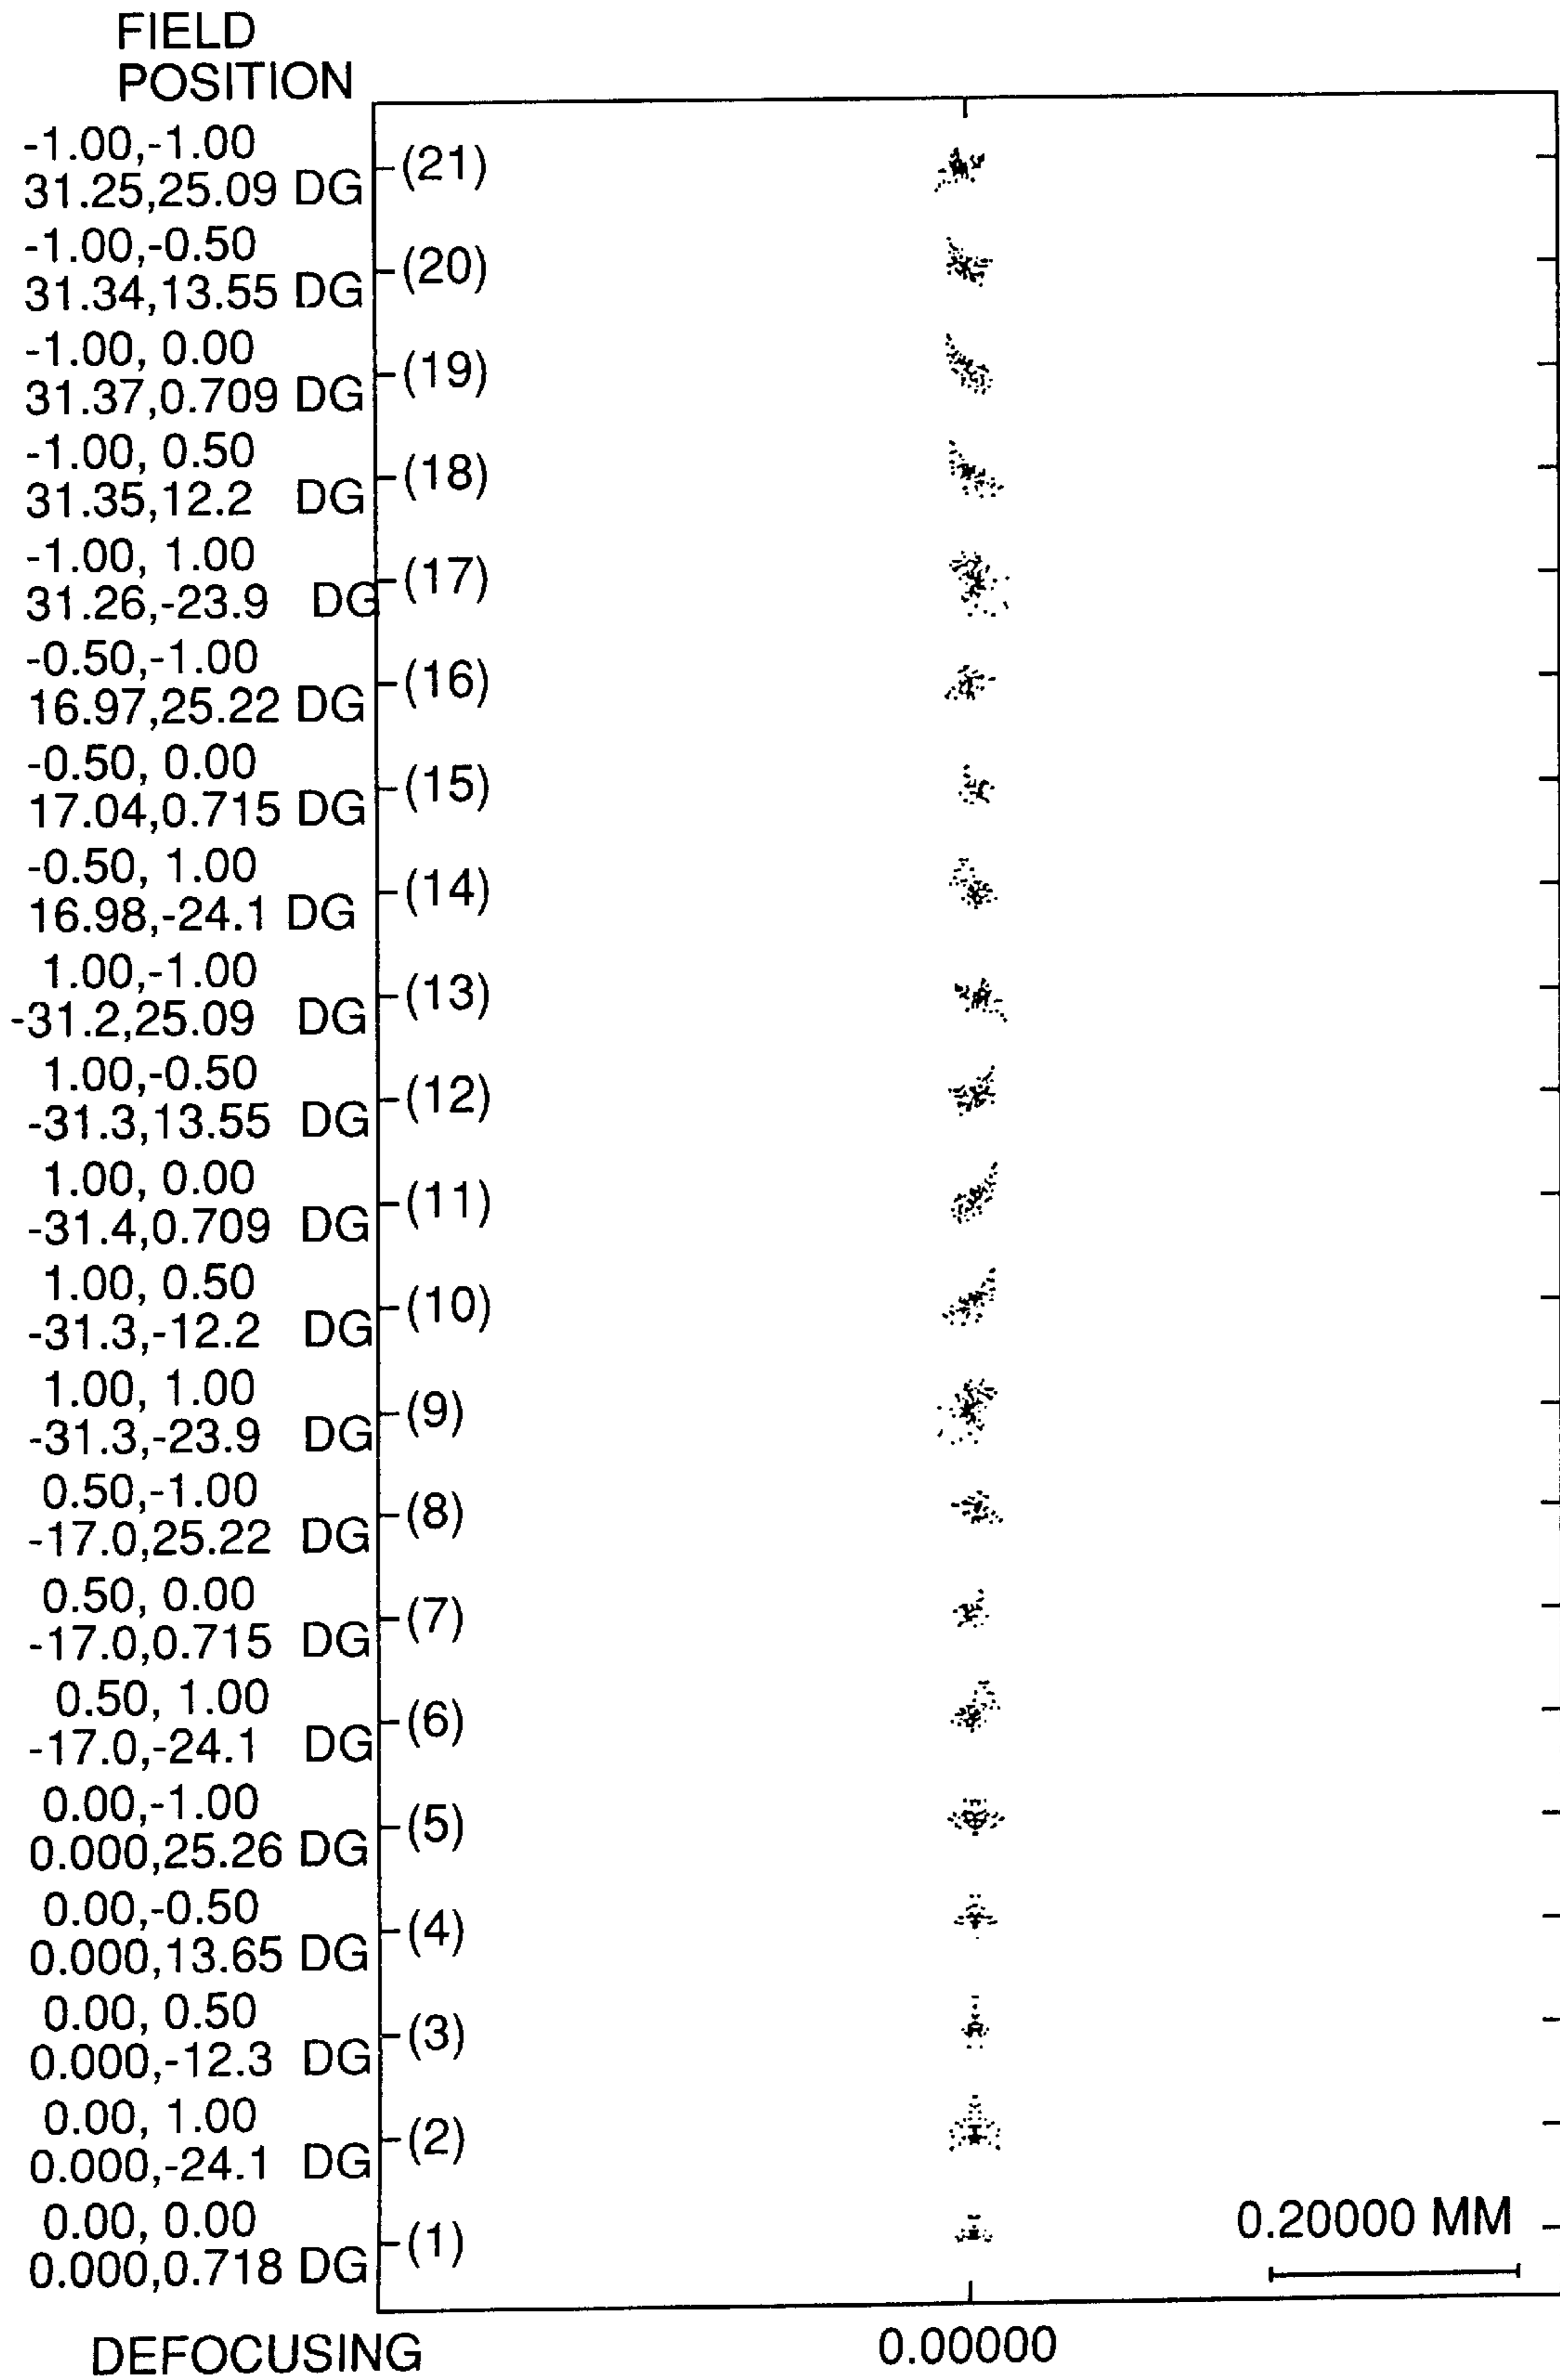 FIELD
POSITION
-1.00,-1.00
31.25,25.09 DG (21)
-1.00,-0.50
31.34,13.55 DG (20)
-1.00, 0.00
31.37,0.709 DG (19)
-1.00, 0.50
31.35,12.2 DG (18)
-1.00, 1.00
31.26,-23.9 DG (17)
-0.50,-1.00
16.97,25.22 DG (16)
-0.50, 0.00
17.04,0.715 DG (15)
-0.50, 1.00
16.98,-24.1 DG (14)
1.00,-1.00
-31.2,25.09 DG (13)
1.00,-0.50
-31.3,13.55 DG (12)
1.00, 0.00
-31.4,0.709 DG (11)
1.00, 0.50
-31.3,-12.2 DG (10)
1.00, 1.00
-31.3,-23.9 DG (9)
0.50,-1.00
-17.0,25.22 DG (8)
0.50, 0.00
-17.0,0.715 DG (7)
0.50, 1.00
-17.0,-24.1 DG (6)
0.00,-1.00
0.000,25.26 DG (5)
0.00,-0.50
0.000,13.65 DG (4)
0.00, 0.50
0.000,-12.3 DG (3)
0.00, 1.00
0.000,-24.1 DG (2)
0.00, 0.00
0.000,0.718 DG (1)
0.20000 MM
DEFOCUSING 0.00000